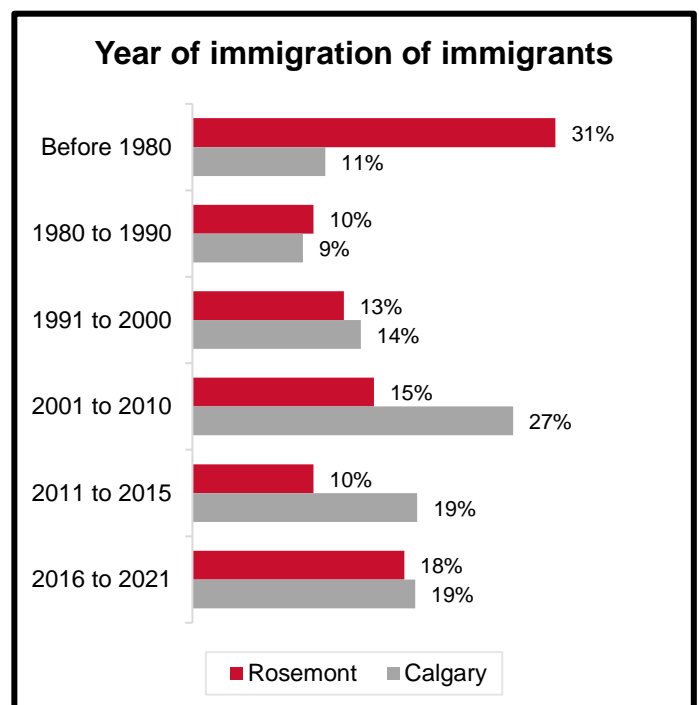 Year of immigration of immigrants
Before 1980
31%
11%
1980 to 1990
10%
9%
1991 to 2000
13%
14%
2001 to 2010
15%
27%
2011 to 2015
10%
19%
2016 to 2021
18%
19%
Rosemont Calgary